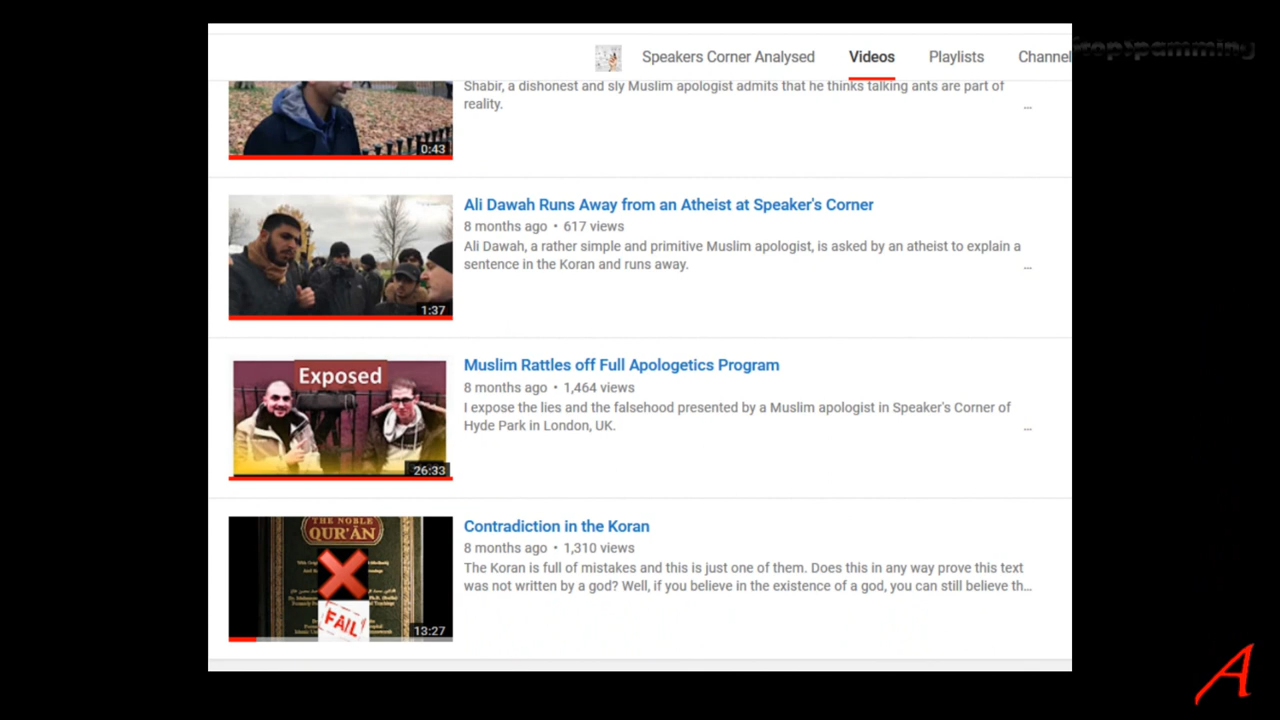 Speakers Corner Analysed
Videos
Playlists
Channel
Shabir, a dishonest and sly Muslim apologist admits that he thinks talking ants are part of
reality.
...
0:43
Ali Dawah Runs Away from an Atheist at Speaker's Corner
8 months ago • 617 views
Ali Dawah, a rather simple and primitive Muslim apologist, is asked by an atheist to explain a
sentence in the Koran and runs away.
...
1:37
Muslim Rattles off Full Apologetics Program
8 months ago • 1,464 views
I expose the lies and the falsehood presented by a Muslim apologist in Speaker's Corner of
Hyde Park in London, UK.
...
Exposed
26:33
Contradiction in the Koran
8 months ago • 1,310 views
The Koran is full of mistakes and this is just one of them. Does this in any way prove this text
was not written by a god? Well, if you believe in the existence of a god, you can still believe th...
THE NOBLE
QUR'ĀN
FAIL
13:27
A